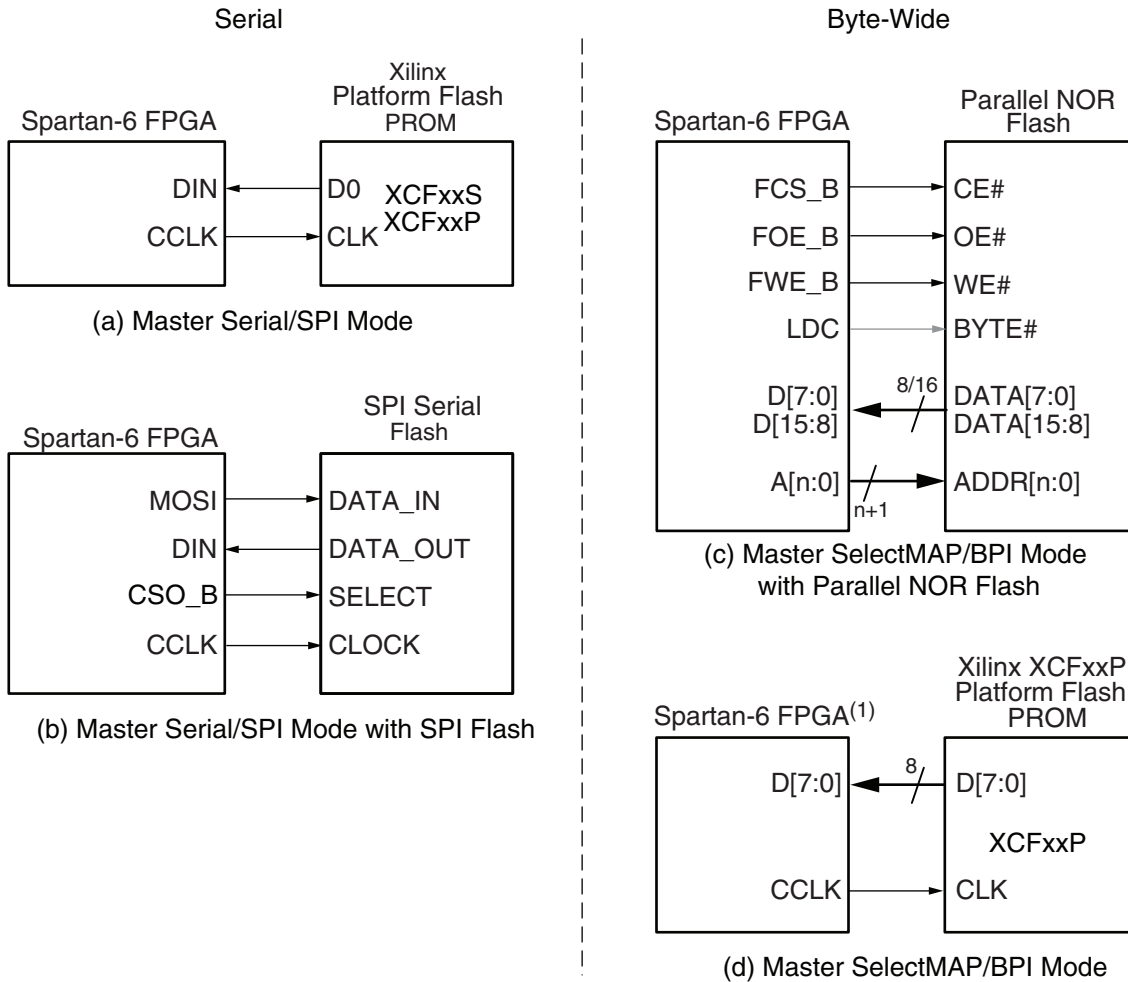 Serial
Xilinx
Platform Flash
PROM
Spartan-6 FPGA
DIN
D0
XCFxxS
XCFxxP
CCLK
CLK
(a) Master Serial/SPI Mode
SPI Serial
Flash
Spartan-6 FPGA
MOSI
DATA_IN
DIN
DATA_OUT
CSO_B
SELECT
CCLK
CLOCK
(b) Master Serial/SPI Mode with SPI Flash
Byte-Wide
Parallel NOR
Flash
Spartan-6 FPGA
FCS_B
CE#
FOE_B
OE#
FWE_B
WE#
LDC
BYTE#
D[7:0]
8/16
DATA[7:0]
D[15:8]
DATA[15:8]
A[n:0]
n+1
ADDR[n:0]
(c) Master SelectMAP/BPI Mode
with Parallel NOR Flash
Xilinx XCFxxP
Platform Flash
PROM
Spartan-6 FPGA(1)
D[7:0]
8
D[7:0]
XCFxxP
CCLK
CLK
(d) Master SelectMAP/BPI Mode